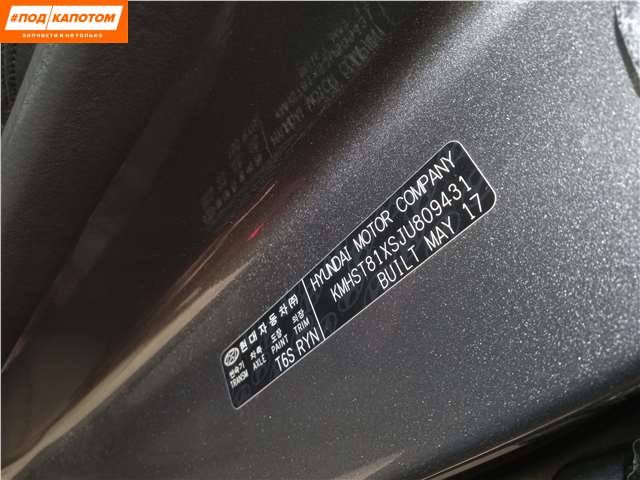 #ПОД КАПОТОМ
запчасти и не только
현대자동차(주)
변속기 차축 도장 외장
TRANSM AXLE PAINT TRIM
T6S RYN
HYUNDAI MOTOR COMPANY
KMHST81XSJU809431
BUILT MAY 17